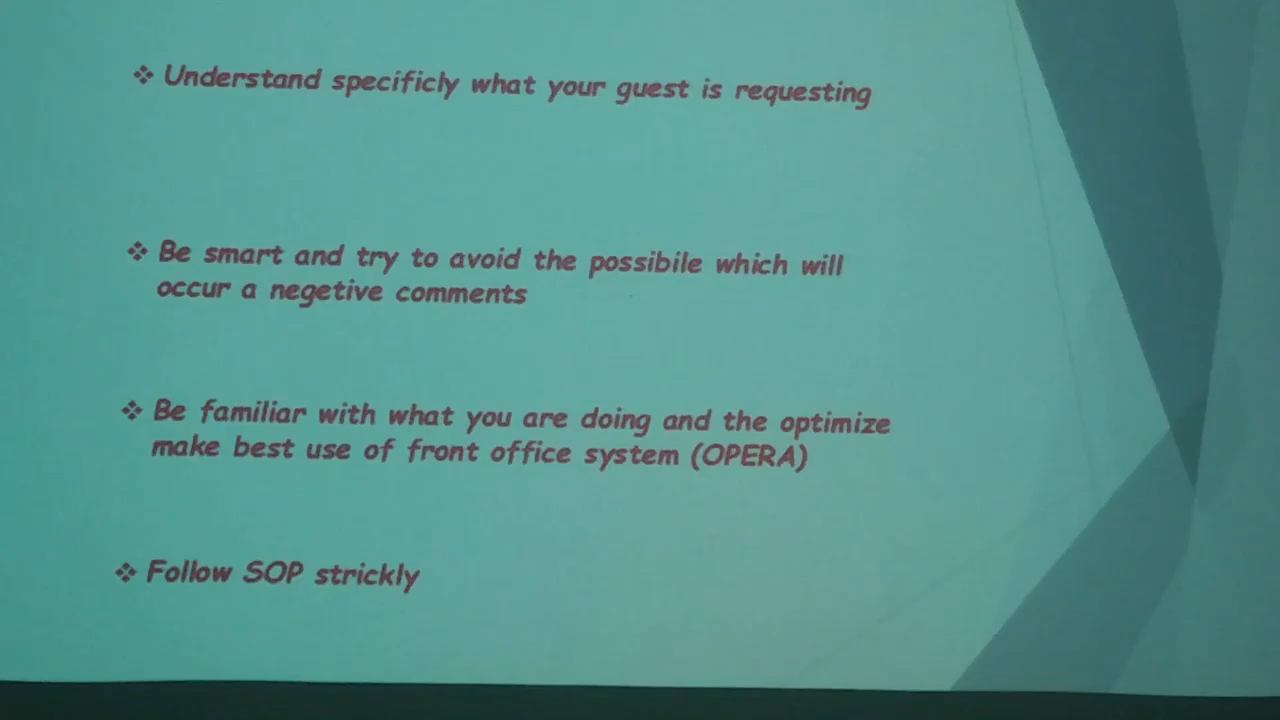 ❖ Understand specificly what your guest is requesting
❖ Be smart and try to avoid the possibile which will
occur a negetive comments
❖ Be familiar with what you are doing and the optimize
make best use of front office system (OPERA)
❖ Follow SOP strickly